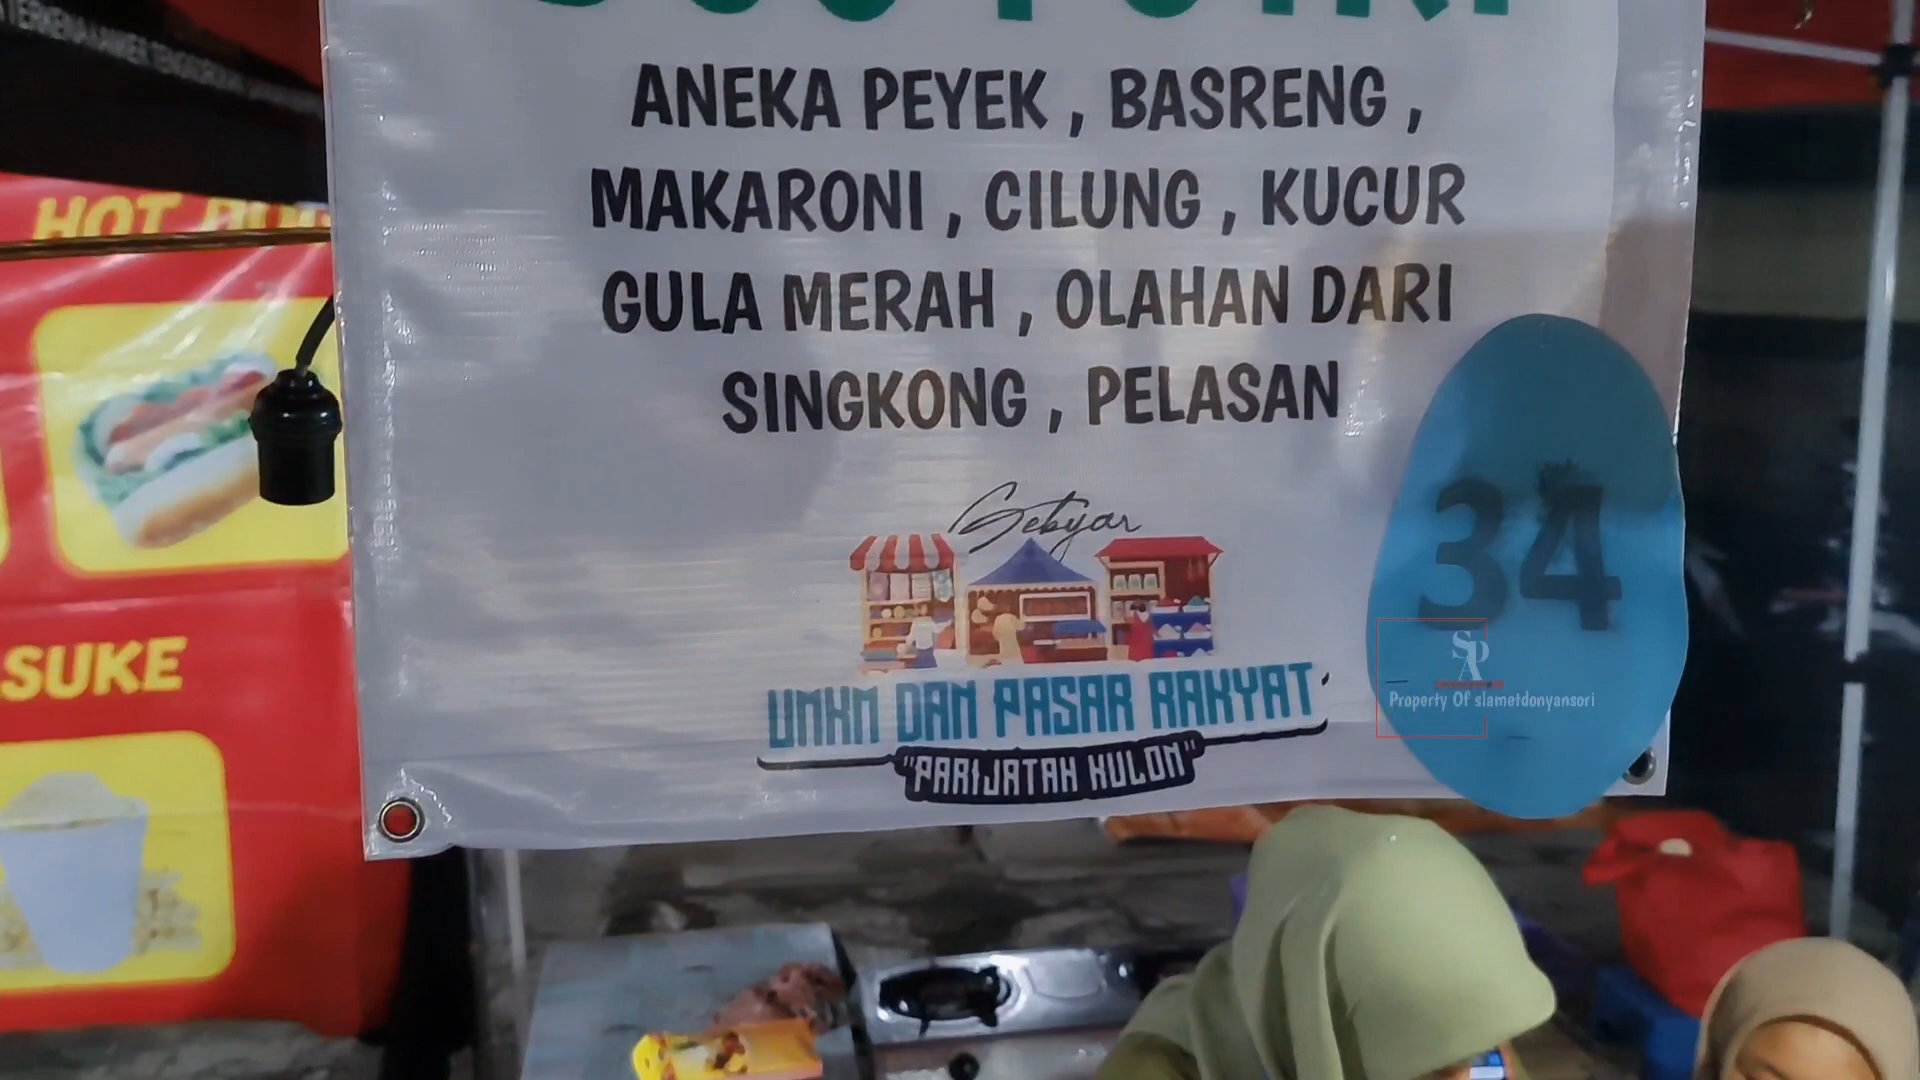 ANEKA PEYEK , BASRENG ,
MAKARONI , CILUNG , KUCUR
GULA MERAH , OLAHAN DARI
SINGKONG , PELASAN
Gebyar
UMKM DAN PASAR RAKYAT
"PARIJATAH KULON"
34
SPA
Property Of slametdonyansori
HOT DOG
SUKE